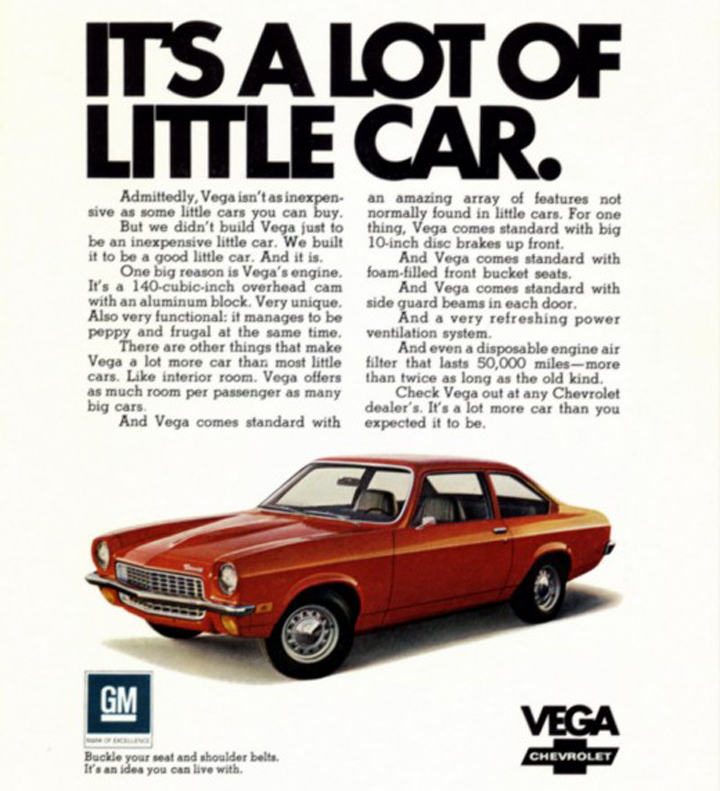 IT'S A LOT OF
LITTLE CAR.
Admittedly, Vega isn't as inexpen-
sive as some little cars you can buy.
But we didn't build Vega just to
be an inexpensive little car. We built
it to be a good little car. And it is.
One big reason is Vega's engine.
It's a 140-cubic-inch overhead cam
with an aluminum block. Very unique.
Also very functional: it manages to be
peppy and frugal at the same time.
There are other things that make
Vega a lot more car than most little
cars. Like interior room. Vega offers
as much room per passenger as many
big cars.
And Vega comes standard with
an amazing array of features not
normally found in little cars. For one
thing, Vega comes standard with big
10-inch disc brakes up front.
And Vega comes standard with
foam-filled front bucket seats.
And Vega comes standard with
side guard beams in each door.
And a very refreshing power
ventilation system.
And even a disposable engine air
filter that lasts 50,000 miles—more
than twice as long as the old kind.
Check Vega out at any Chevrolet
dealer's. It's a lot more car than you
expected it to be.
GM
MARK OF EXCELLENCE
Buckle your seat and shoulder belts.
It's an idea you can live with.
VEGA
CHEVROLET